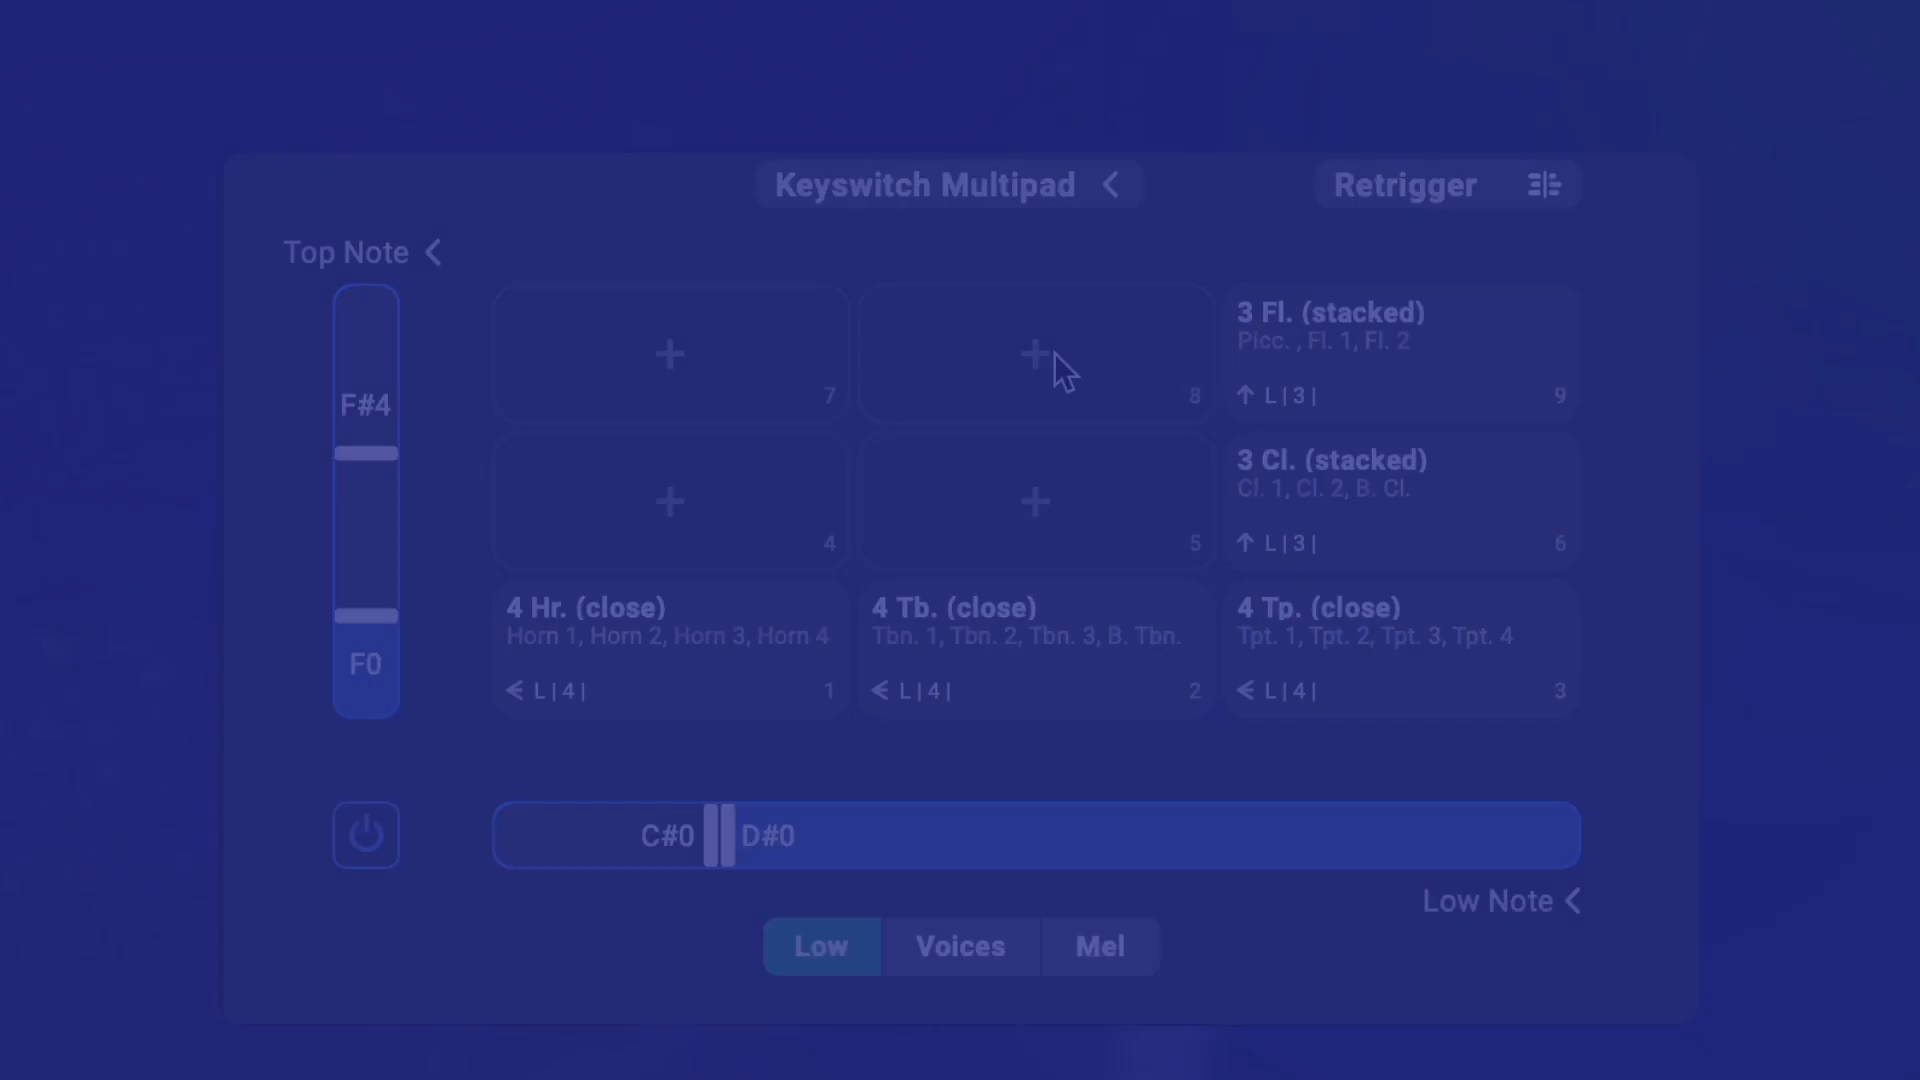 Keyswitch Multipad
Retrigger
Top Note
F#4
F0
7
8
3 Fl. (stacked)
Picc. , Fl. 1, Fl. 2
L | 3 |
9
4
5
3 Cl. (stacked)
Cl. 1, Cl. 2, B. Cl.
L | 3 |
6
4 Hr. (close)
Horn 1, Horn 2, Horn 3, Horn 4
L | 4 |
1
4 Tb. (close)
Tbn. 1, Tbn. 2, Tbn. 3, B. Tbn.
L | 4 |
2
4 Tp. (close)
Tpt. 1, Tpt. 2, Tpt. 3, Tpt. 4
L | 4 |
3
C#0 D#0
Low Note
Low Voices Mel